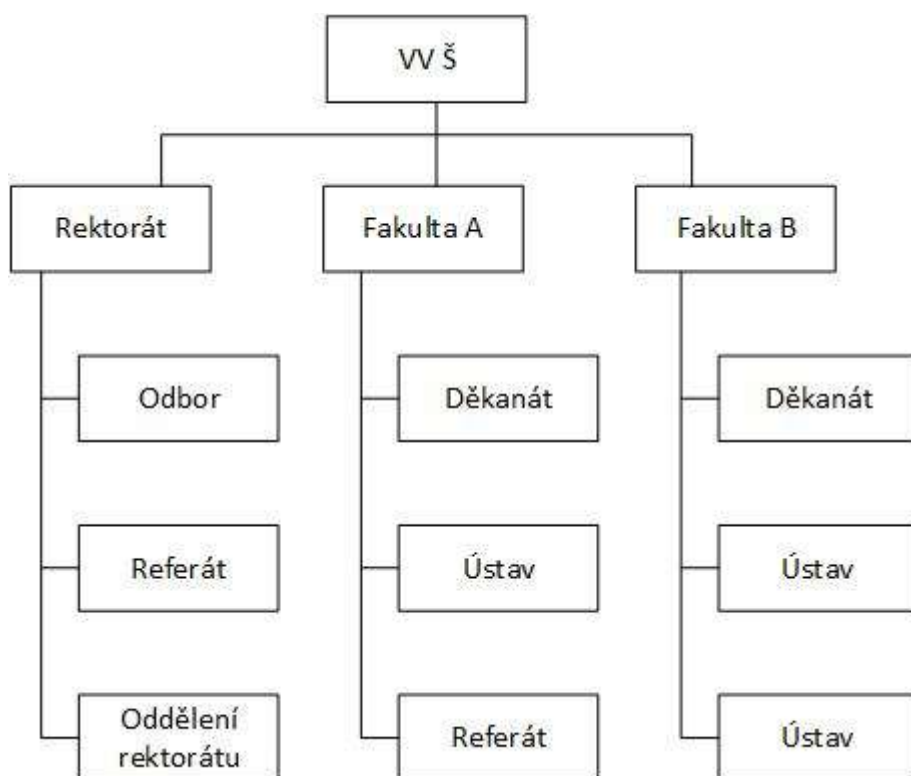 VV Š
Rektorát
Fakulta A
Fakulta B
Odbor
Děkanát
Děkanát
Referát
Ústav
Ústav
Oddělení
rektorátu
Referát
Ústav